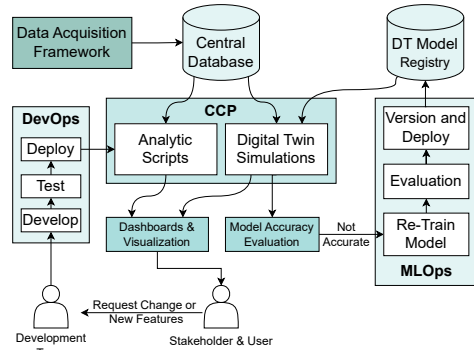 Data Acquisition
Framework
Central
Database
DT Model
Registry
DevOps
Deploy
Test
Develop
CCP
Analytic
Scripts
Digital Twin
Simulations
Version and
Deploy
Evaluation
Re-Train
Model
MLOps
Dashboards &
Visualization
Model Accuracy
Evaluation
Not
Accurate
Request Change or
New Features
Development
Stakeholder & User